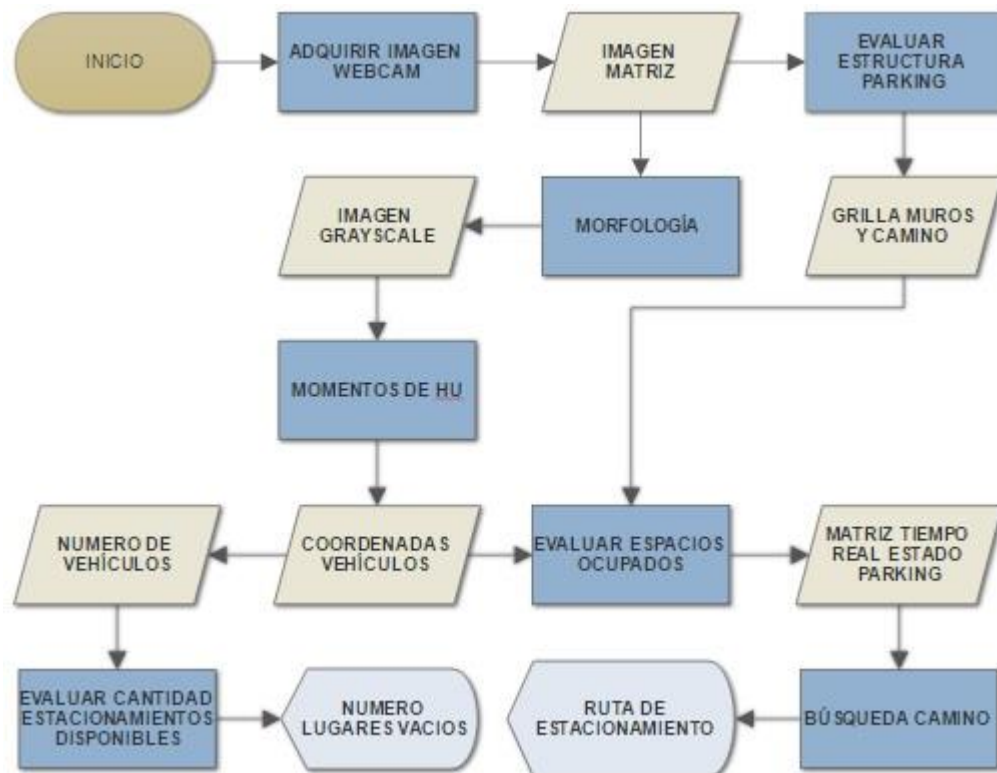 INICIO
ADQUIRIR IMAGEN
WEBCAM
IMAGEN
MATRIZ
EVALUAR
ESTRUCTURA
PARKING
IMAGEN
GRAYSCALE
MORFOLOGÍA
GRILLA MUROS
Y CAMINO
MOMENTOS DE HU
NUMERO DE
VEHÍCULOS
COORDENADAS
VEHÍCULOS
EVALUAR ESPACIOS
OCUPADOS
MATRIZ TIEMPO
REAL ESTADO
PARKING
EVALUAR CANTIDAD
ESTACIONAMIENTOS
DISPONIBLES
NUMERO
LUGARES VACIOS
RUTA DE
ESTACIONAMIENTO
BÚSQUEDA CAMINO